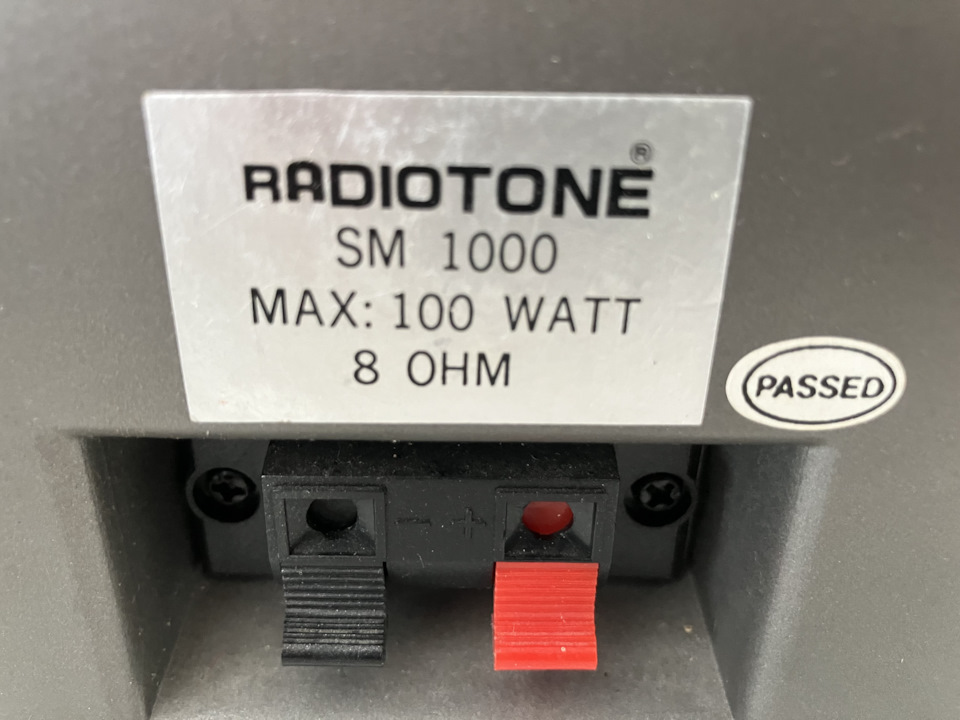 RADIOTONE®
SM 1000
MAX: 100 WATT
8 OHM
PASSED
- +